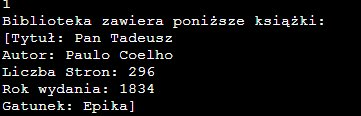 1
Biblioteka zawiera poniższe książki:
[Tytuł: Pan Tadeusz
Autor: Paulo Coelho
Liczba Stron: 296
Rok wydania: 1834
Gatunek: Epika]